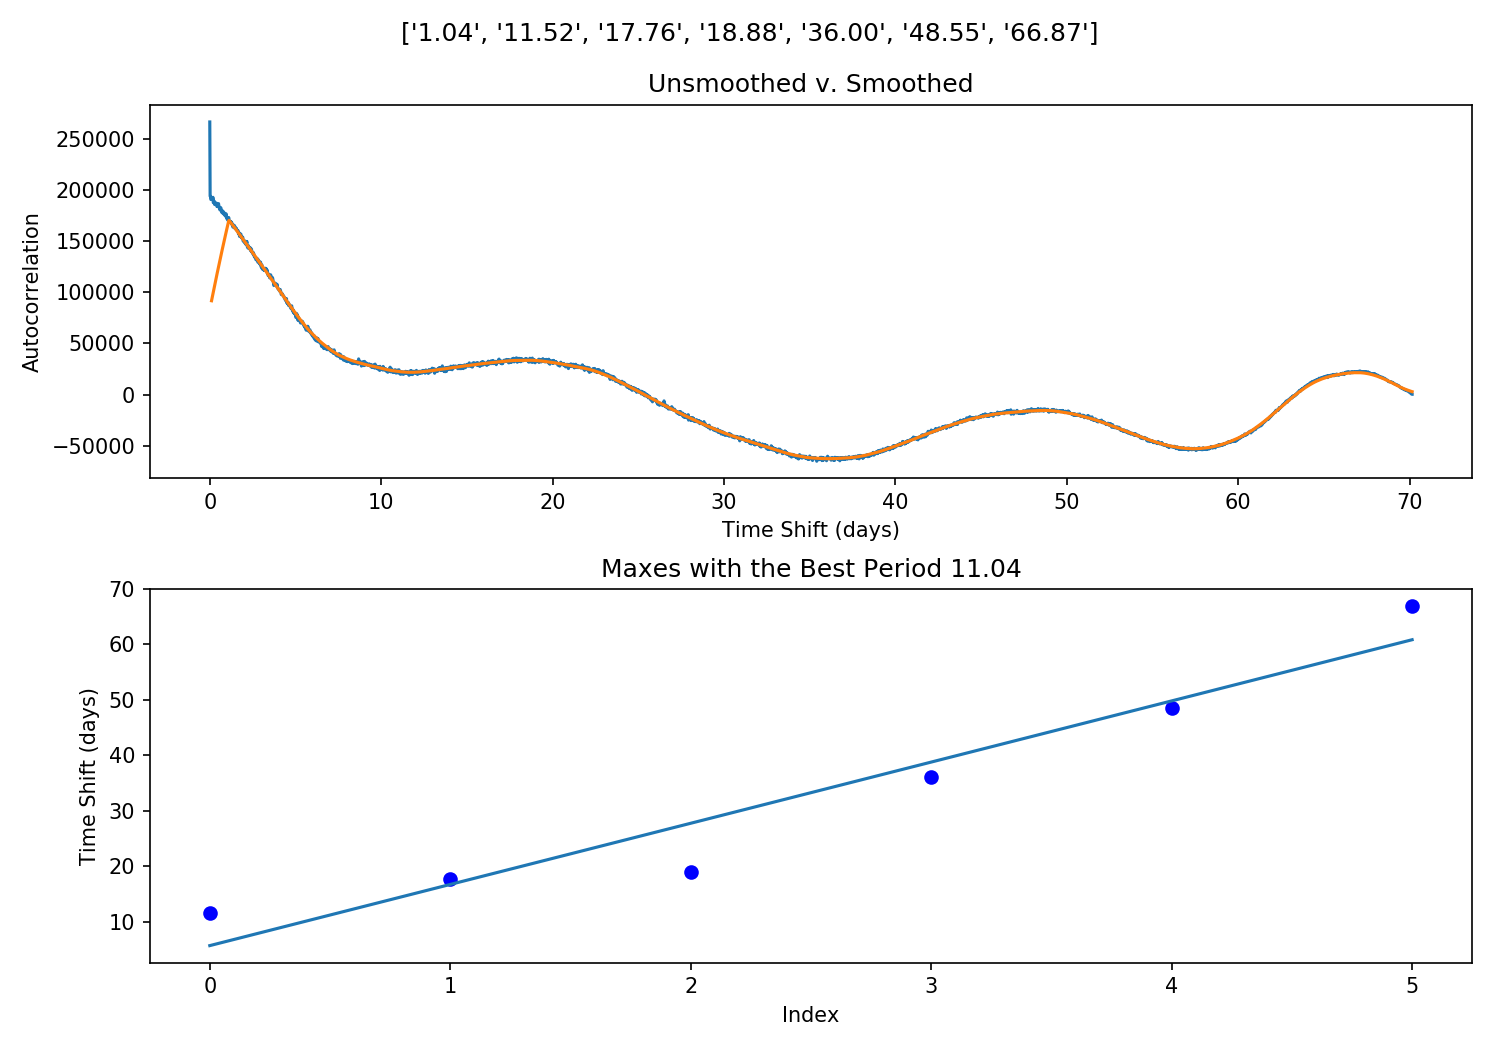 ['1.04', '11.52', '17.76', '18.88', '36.00', '48.55', '66.87']
Unsmoothed v. Smoothed
250000
200000
150000
100000
50000
0
−50000
Autocorrelation
0 10 20 30 40 50 60 70
Time Shift (days)
Maxes with the Best Period 11.04
70
60
50
40
30
20
10
Time Shift (days)
0 1 2 3 4 5
Index